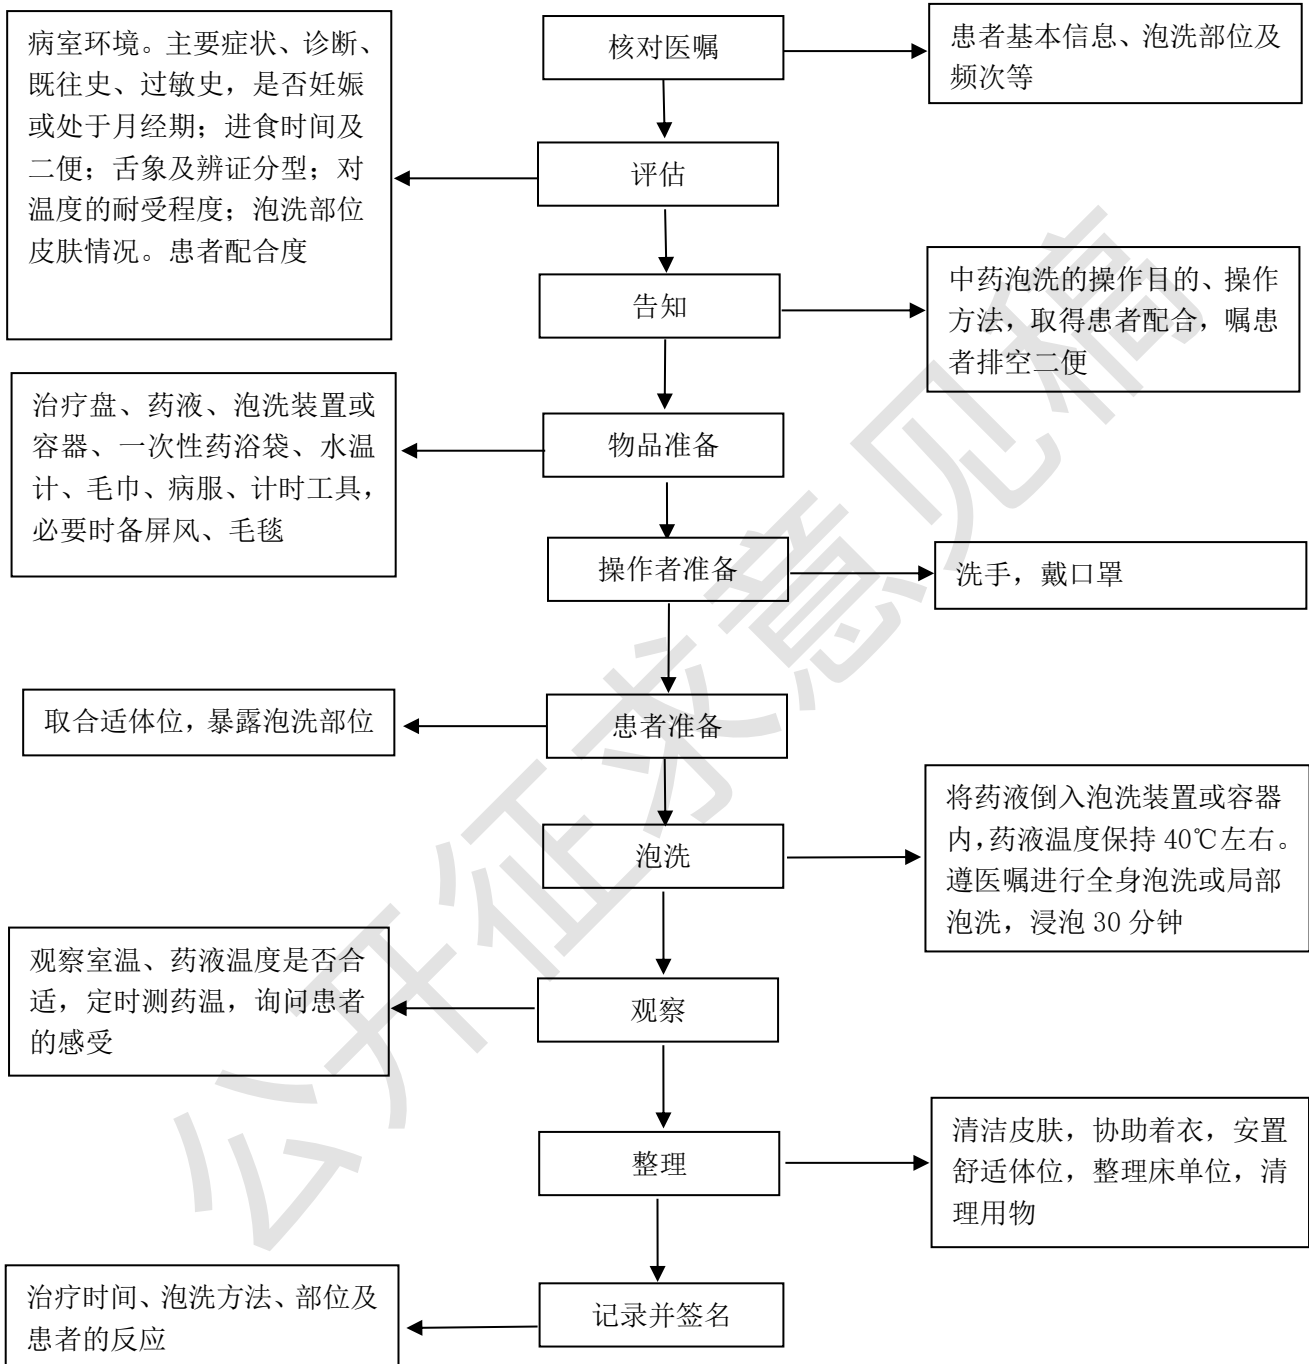 核对医嘱
患者基本信息、泡洗部位及
频次等
病室环境。主要症状、诊断、
既往史、过敏史，是否妊娠
或处于月经期；进食时间及
二便；舌象及辨证分型；对
温度的耐受程度；泡洗部位
皮肤情况。患者配合度
评估
告知
中药泡洗的操作目的、操作
方法，取得患者配合，嘱患
者排空二便
治疗盘、药液、泡洗装置或
容器、一次性药浴袋、水温
计、毛巾、病服、计时工具，
必要时备屏风、毛毯
物品准备
操作者准备
洗手，戴口罩
取合适体位，暴露泡洗部位
患者准备
泡洗
将药液倒入泡洗装置或容器
内，药液温度保持 40℃左右。
遵医嘱进行全身泡洗或局部
泡洗，浸泡 30 分钟
观察室温、药液温度是否合
适，定时测药温，询问患者
的感受
观察
整理
清洁皮肤，协助着衣，安置
舒适体位，整理床单位，清
理用物
治疗时间、泡洗方法、部位及
患者的反应
记录并签名
公开征求意见稿